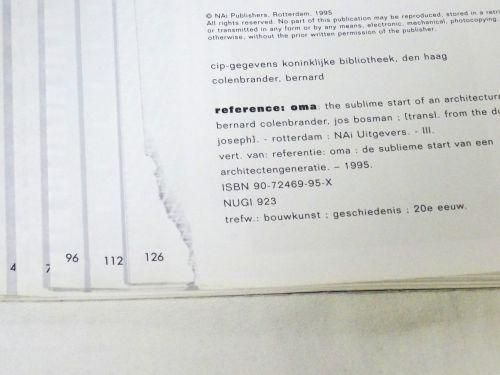 © NAi Publishers, Rotterdam, 1995
All rights reserved. No part of this publication may be reproduced, stored in a
or transmitted in any form or by any means, electronic, mechanical, photocopying
otherwise, without the prior written permission of the publisher.
cip-gegevens koninklijke bibliotheek, den haag
colenbrander, bernard
reference: oma: the sublime start of an architectura
bernard colenbrander, jos bosman ; [transl. from the du
joseph]. - rotterdam : NAi Uitgevers. - Ill.
vert. van: referentie: oma : de sublieme start van een
architectengeneratie. – 1995.
ISBN 90-72469-95-X
NUGI 923
trefw.: bouwkunst ; geschiedenis ; 20e eeuw.
4 7 96 112 126